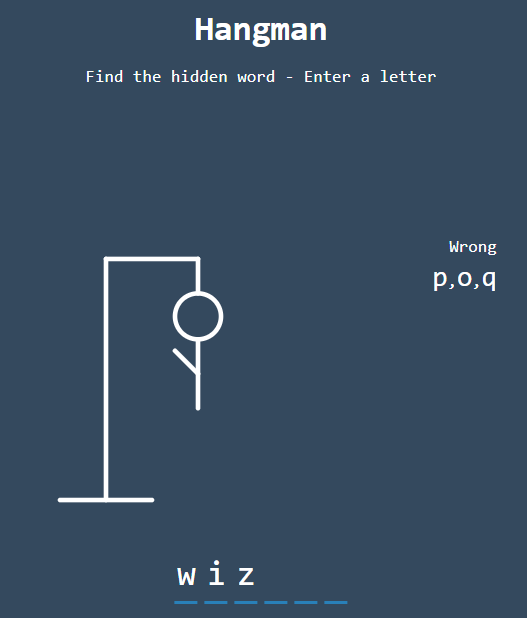 Hangman
Find the hidden word - Enter a letter
Wrong
p,o,q
w i z